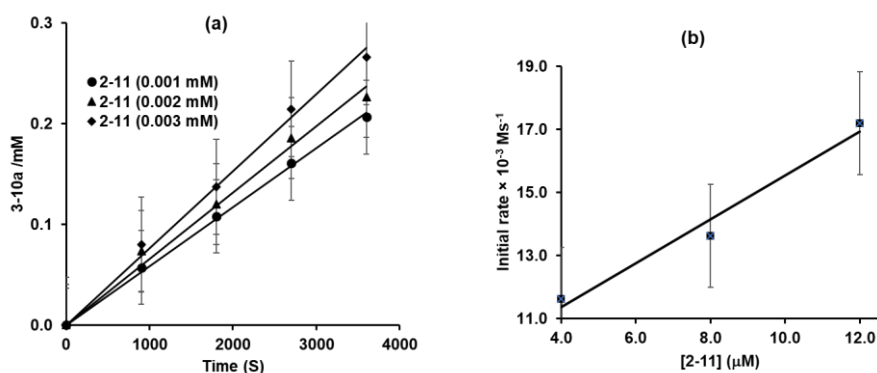 (a)
0.3
0.2
0.1
0.0
3-10a /mM
2-11 (0.001 mM)
2-11 (0.002 mM)
2-11 (0.003 mM)
0 1000 2000 3000 4000
Time (S)
(b)
19.0
17.0
15.0
13.0
11.0
Initial rate × 10⁻³ Ms⁻¹
4.0 6.0 8.0 10.0 12.0
[2-11] (μM)